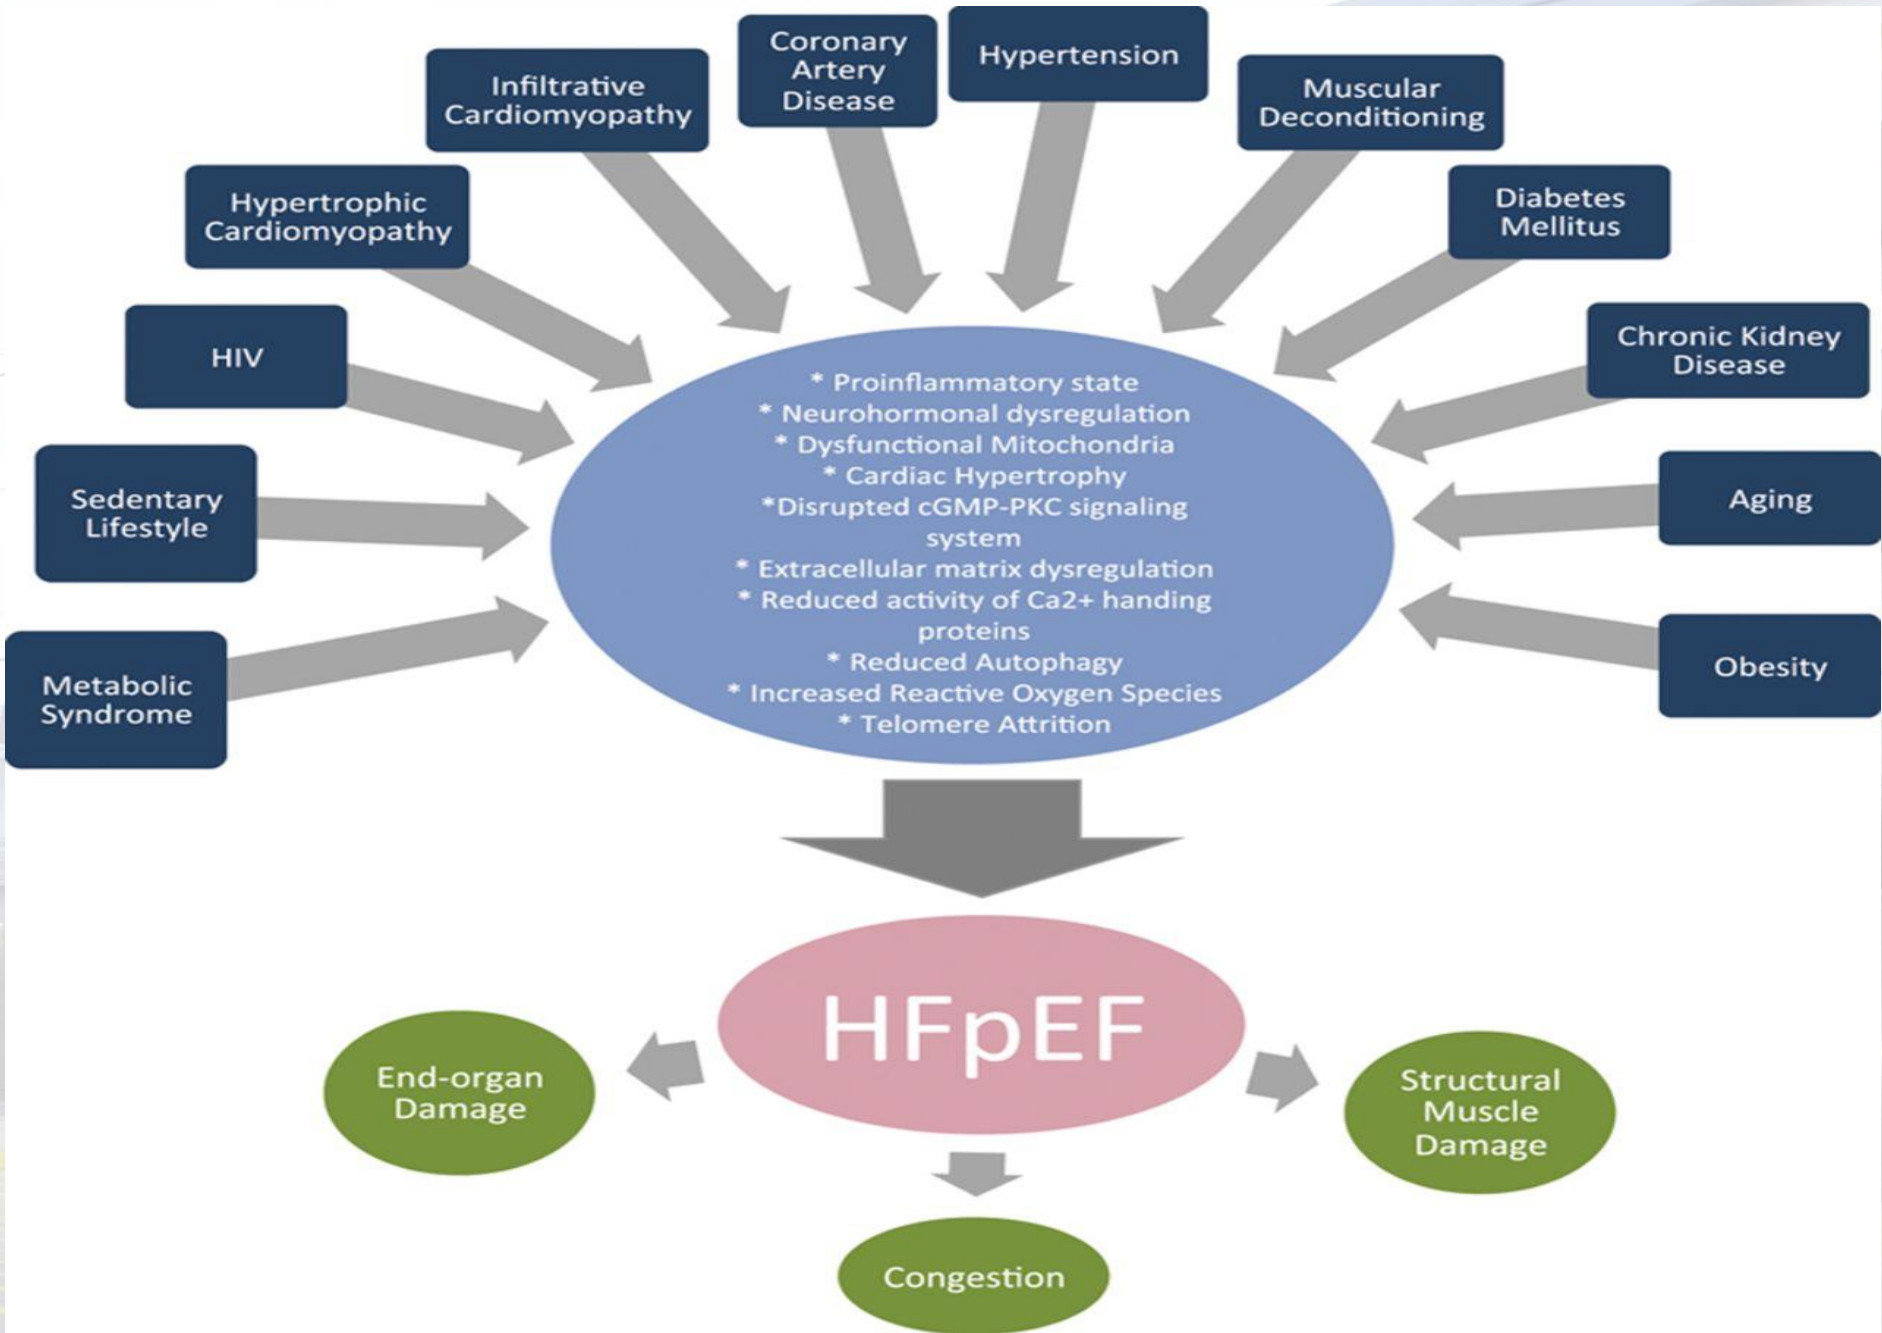 Coronary
Artery
Disease
Hypertension
Infiltrative
Cardiomyopathy
Muscular
Deconditioning
Hypertrophic
Cardiomyopathy
Diabetes
Mellitus
HIV
Chronic Kidney
Disease
Sedentary
Lifestyle
Aging
Metabolic
Syndrome
Obesity
* Proinflammatory state
* Neurohormonal dysregulation
* Dysfunctional Mitochondria
* Cardiac Hypertrophy
*Disrupted cGMP-PKC signaling
system
* Extracellular matrix dysregulation
* Reduced activity of Ca2+ handing
proteins
* Reduced Autophagy
* Increased Reactive Oxygen Species
* Telomere Attrition
HFpEF
End-organ
Damage
Structural
Muscle
Damage
Congestion